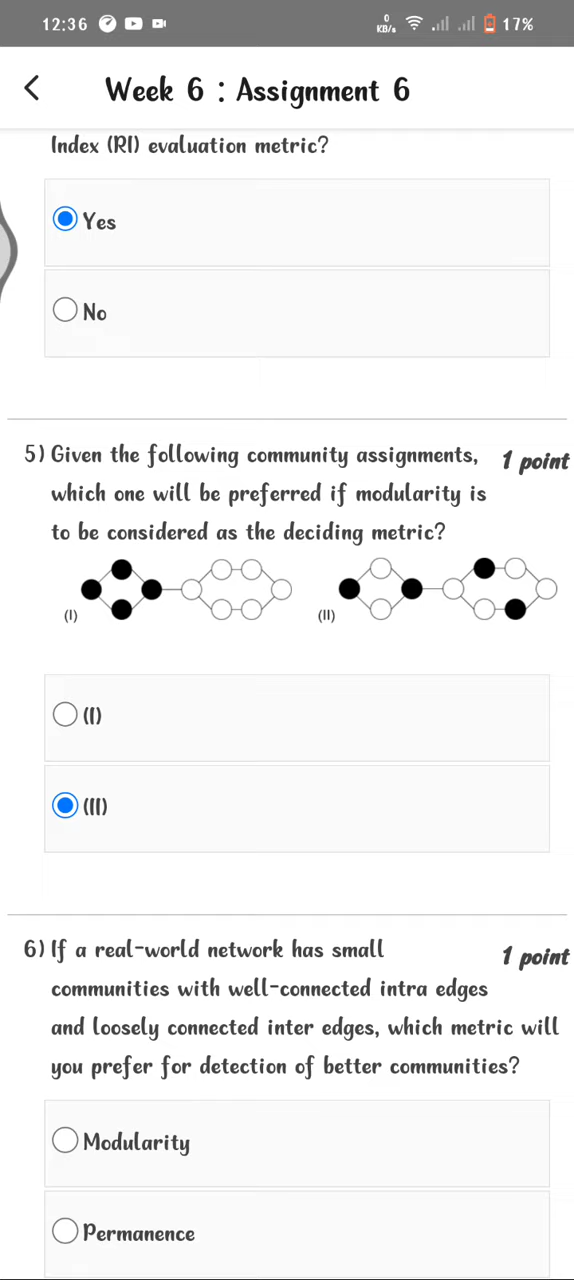 12:36
0
KB/s
17%
Week 6 : Assignment 6
Index (RI) evaluation metric?
Yes
No
5) Given the following community assignments, 1 point
which one will be preferred if modularity is
to be considered as the deciding metric?
(I) (II)
(I)
(II)
6) If a real-world network has small 1 point
communities with well-connected intra edges
and loosely connected inter edges, which metric will
you prefer for detection of better communities?
Modularity
Permanence